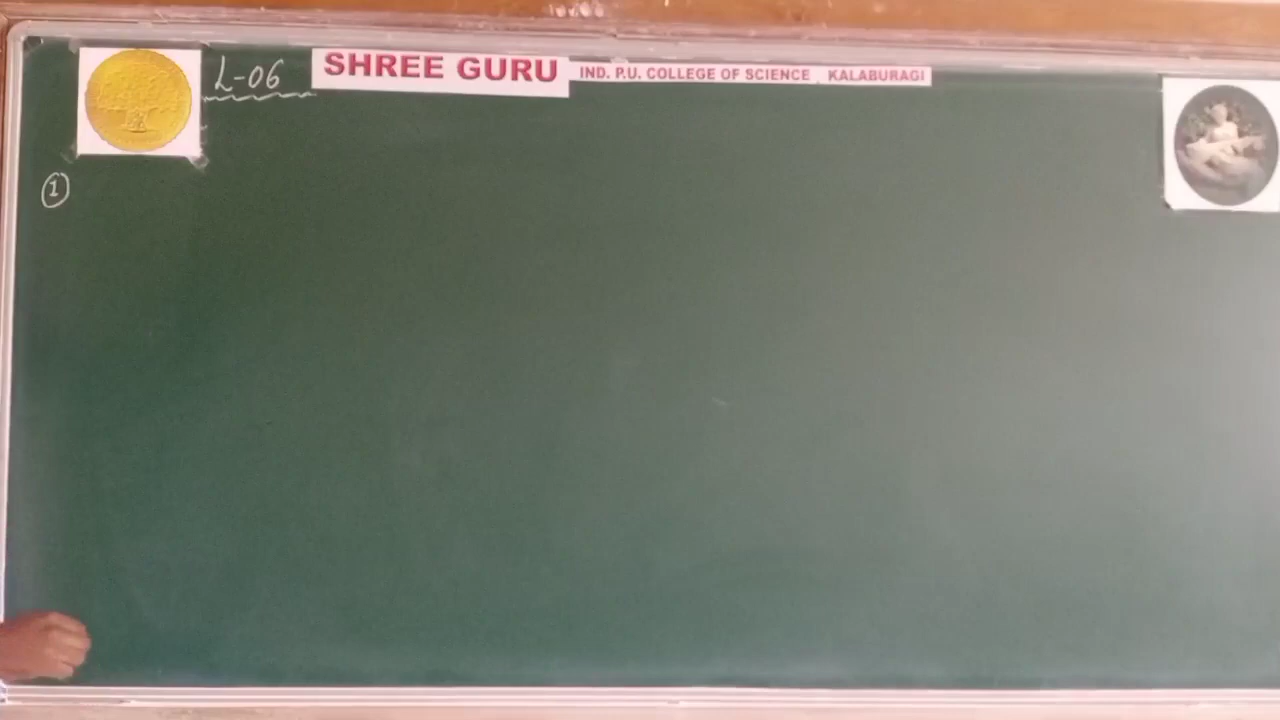 L-06
SHREE GURU IND. P.U. COLLEGE OF SCIENCE, KALABURAGI
1